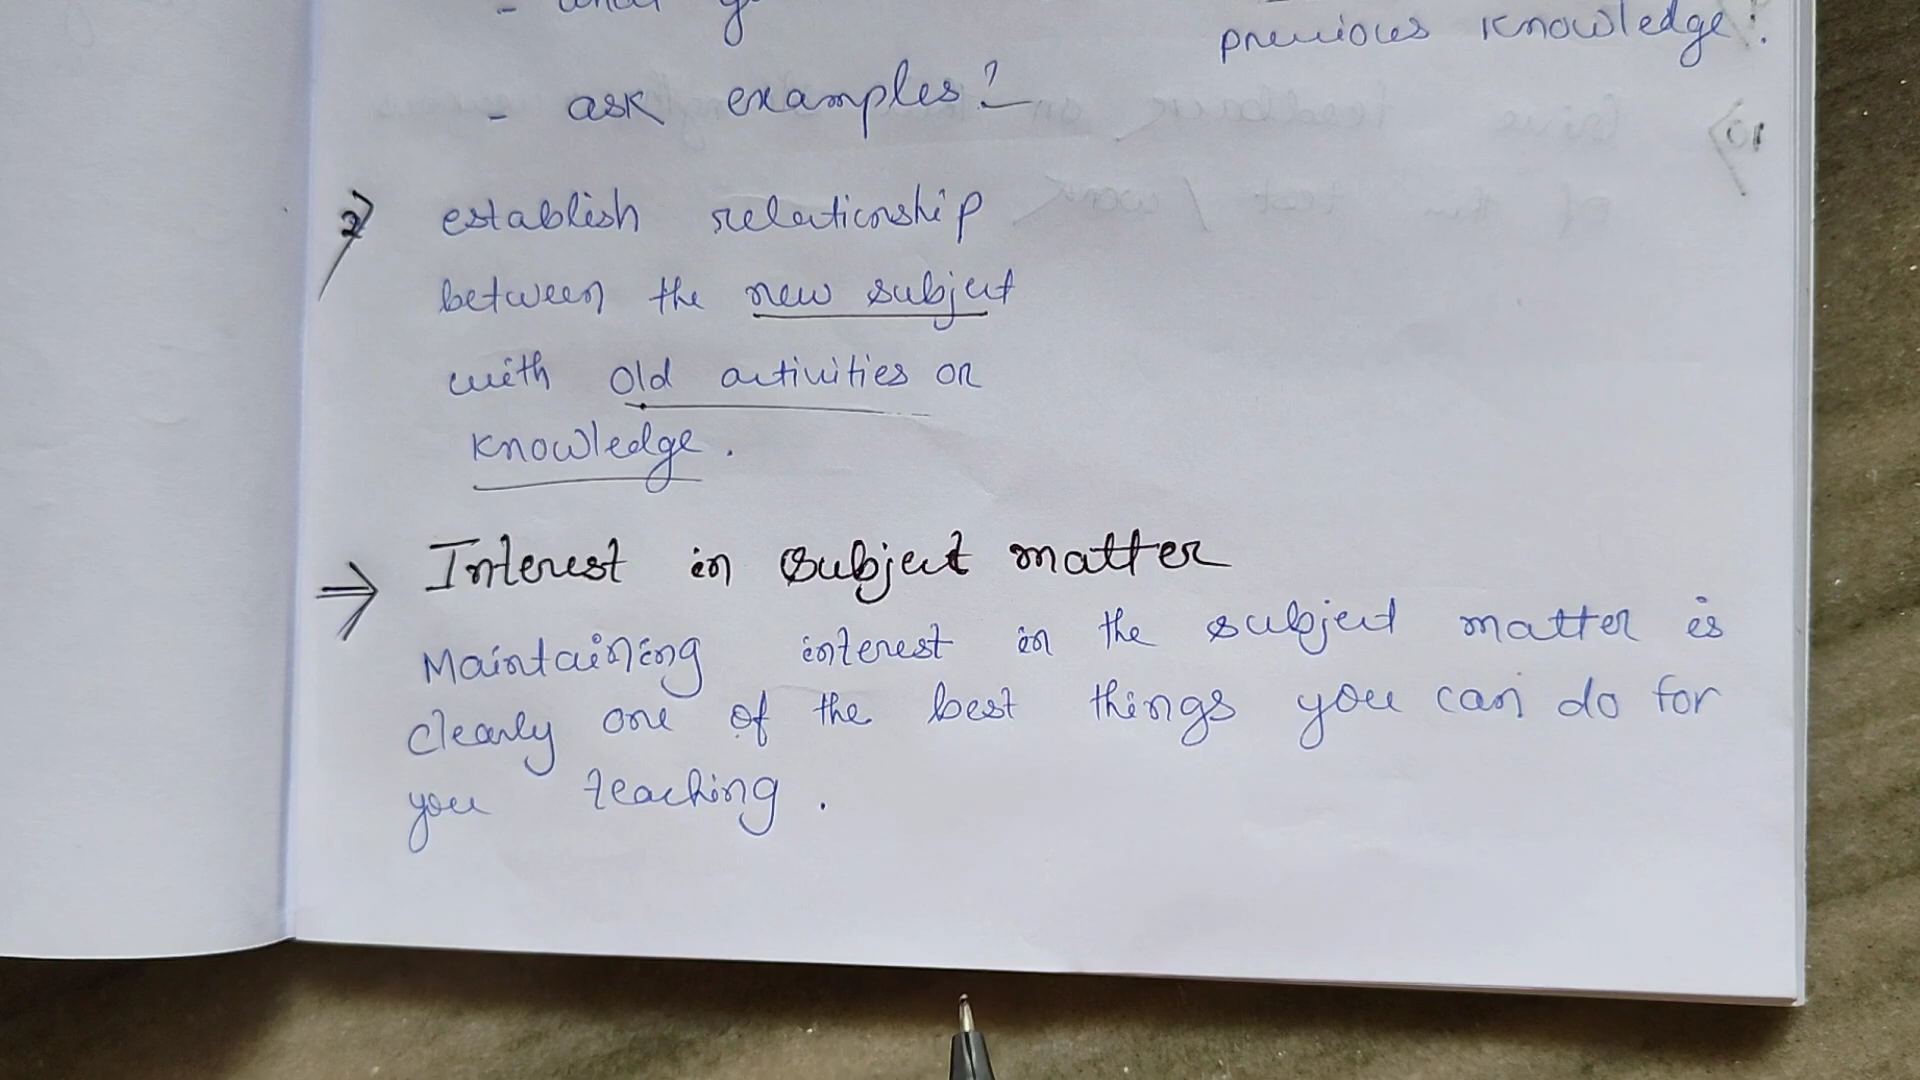 previous knowledge?
- ask examples?
2) establish relationship
between the new subject
with old activities or
knowledge.
⇒ Interest in subject matter
Maintaining interest in the subject matter is
clearly one of the best things you can do for
you teaching.